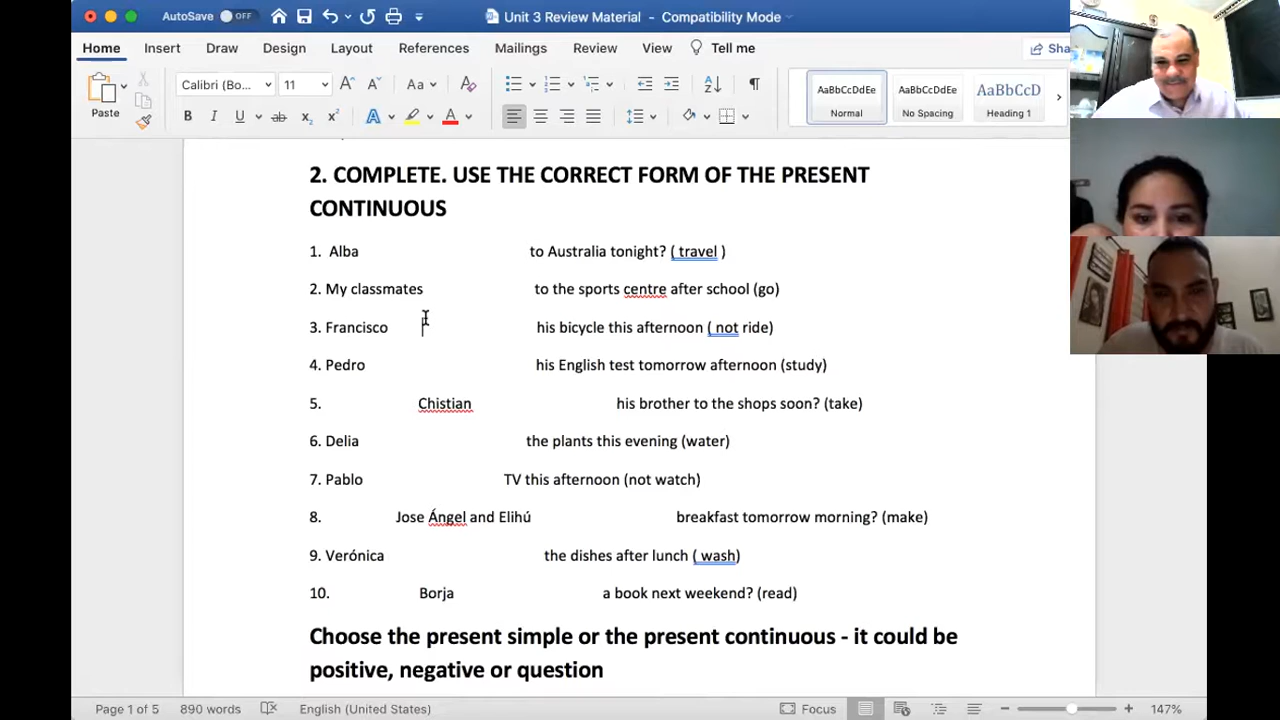 AutoSave OFF Unit 3 Review Material - Compatibility Mode
Home Insert Draw Design Layout References Mailings Review View Tell me Sha
Paste Calibri (Bo... 11 AaBbCcDdEe Normal AaBbCcDdEe No Spacing AaBbCcD Heading 1
2. COMPLETE. USE THE CORRECT FORM OF THE PRESENT
CONTINUOUS
1. Alba to Australia tonight? ( travel )
2. My classmates to the sports centre after school (go)
3. Francisco his bicycle this afternoon ( not ride)
4. Pedro his English test tomorrow afternoon (study)
5. Chistian his brother to the shops soon? (take)
6. Delia the plants this evening (water)
7. Pablo TV this afternoon (not watch)
8. Jose Ángel and Elihú breakfast tomorrow morning? (make)
9. Verónica the dishes after lunch ( wash)
10. Borja a book next weekend? (read)
Choose the present simple or the present continuous - it could be
positive, negative or question
Page 1 of 5 890 words English (United States) Focus 147%